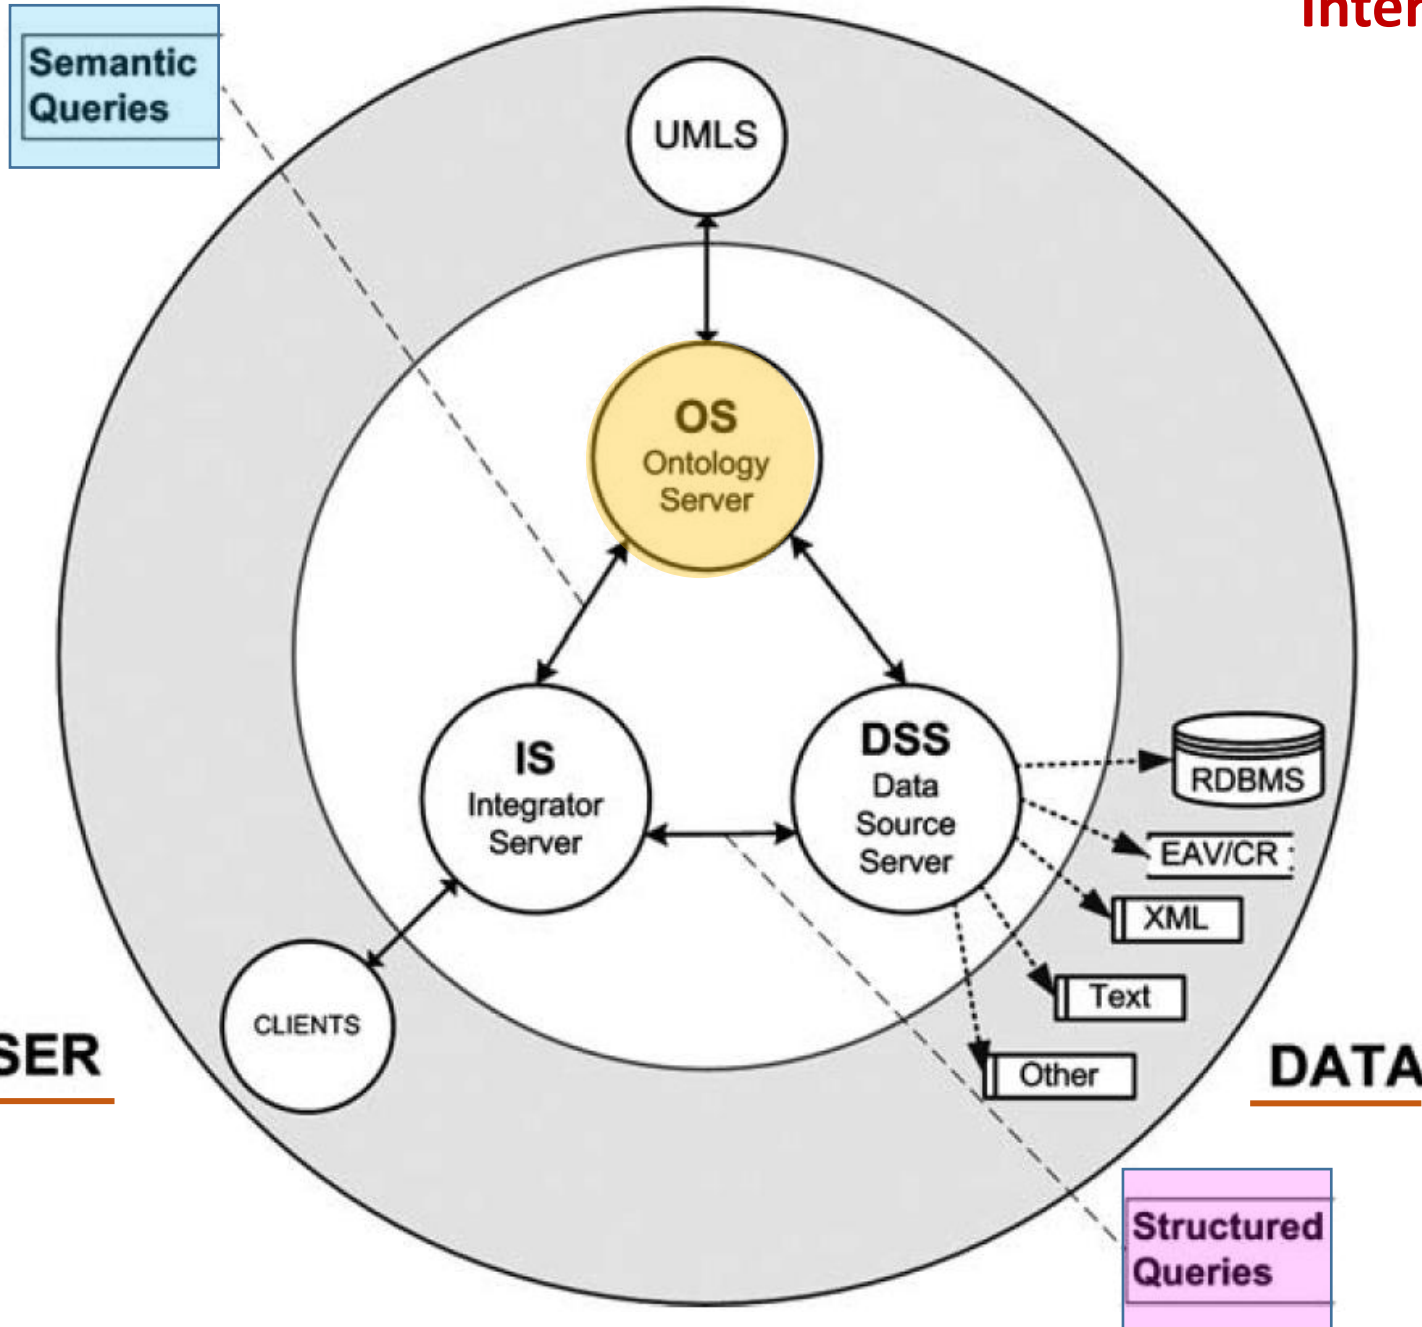 Inter
Semantic
Queries
UMLS
OS
Ontology
Server
IS
Integrator
Server
DSS
Data
Source
Server
RDBMS
EAV/CR
XML
Text
Other
CLIENTS
SER
DATA
Structured
Queries